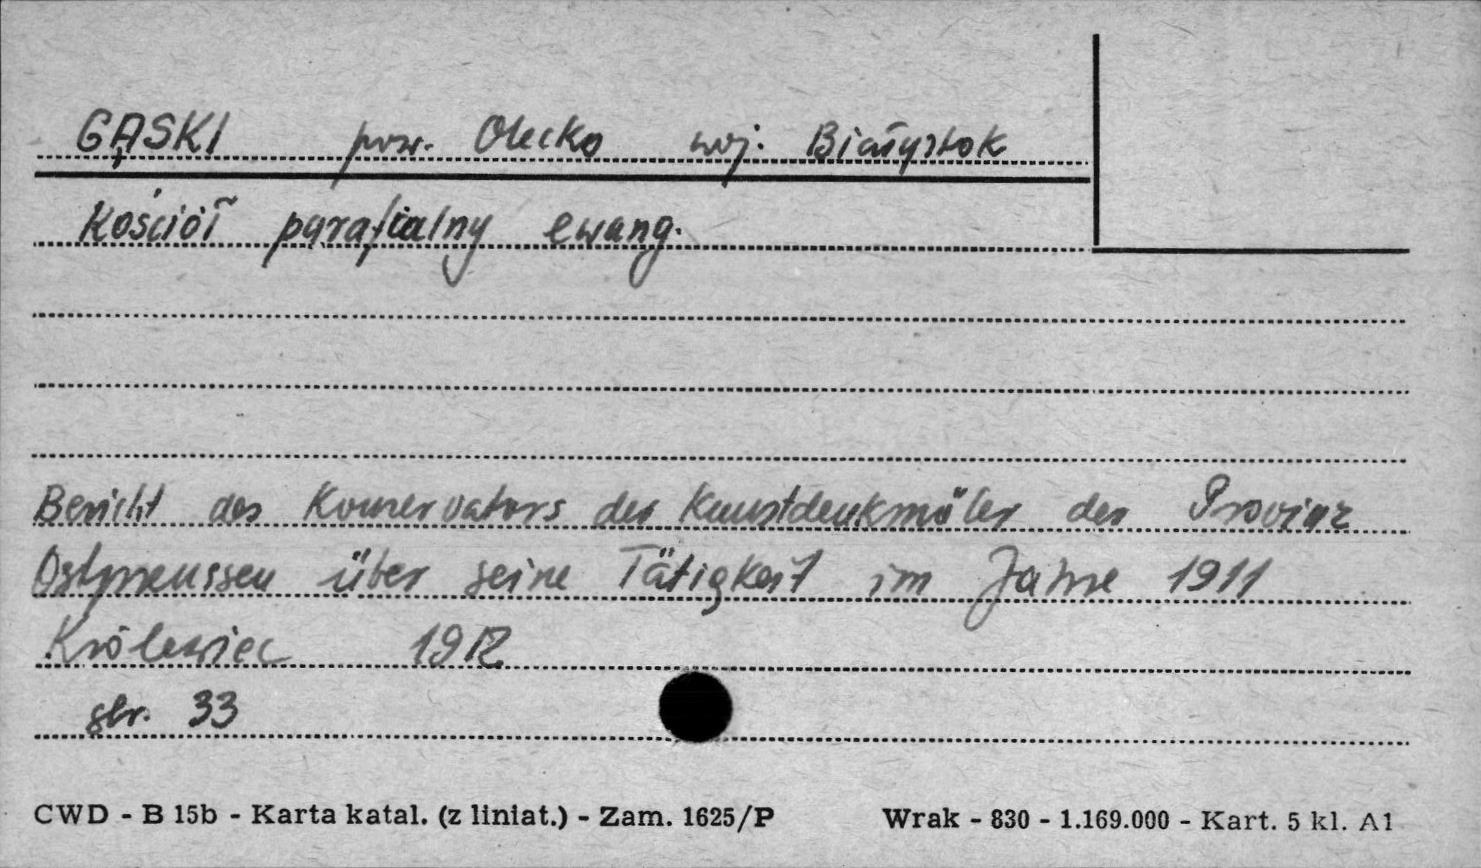 GĄSKI pow. Olecko woj. Białystok
Kościół parafialny ewang.
Bericht des Konservators der Kunstdenkmäler der Provinz
Ostpreussen über seine Tätigkeit im Jahre 1911
Królewiec 1912
str. 33
CWD - B 15b - Karta katal. (z liniat.) - Zam. 1625/P Wrak - 830 - 1.169.000 - Kart. 5 kl. A1